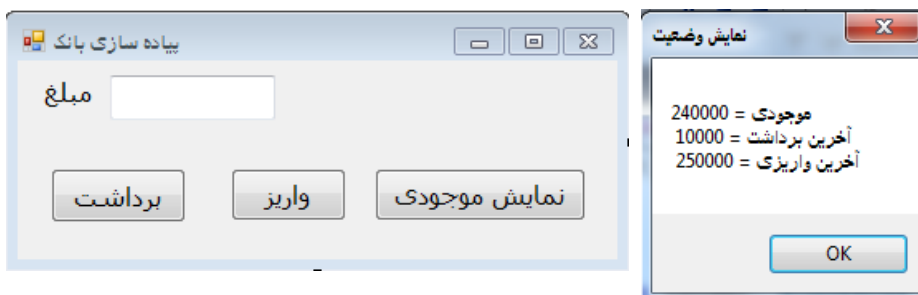 پیاده سازی بانک
مبلغ
برداشت
واریز
نمایش موجودی
نمایش وضعیت
موجودی = 240000
آخرین برداشت = 10000
آخرین واریزی = 250000
OK